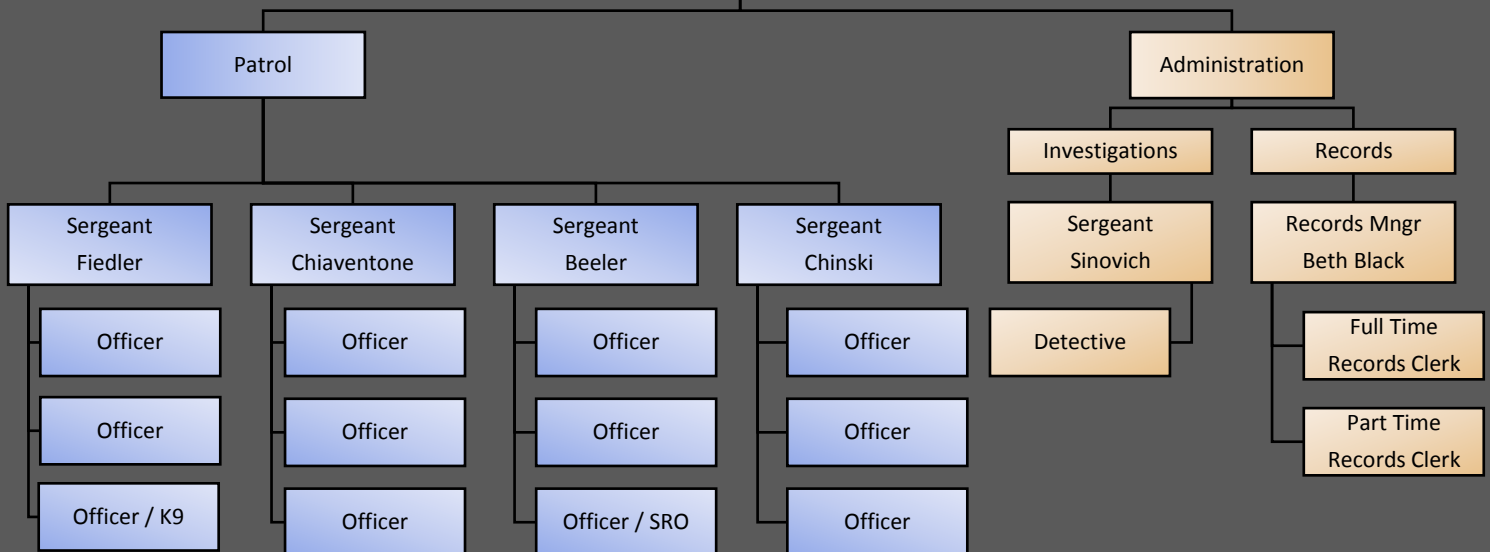 Patrol
Administration
Investigations
Records
Sergeant
Fiedler
Sergeant
Chiaventone
Sergeant
Beeler
Sergeant
Chinski
Sergeant
Sinovich
Records Mngr
Beth Black
Officer
Officer
Officer
Officer
Detective
Full Time
Records Clerk
Officer
Officer
Officer
Officer
Part Time
Records Clerk
Officer / K9
Officer
Officer / SRO
Officer